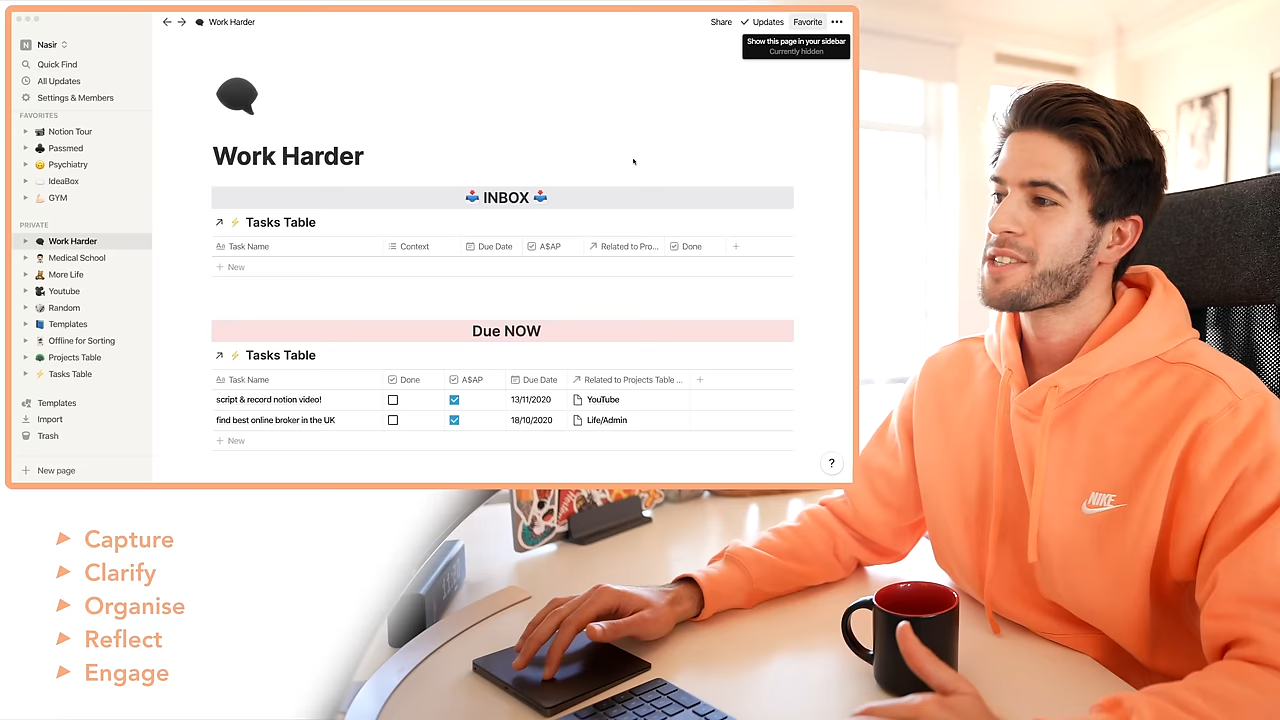 Work Harder
Share Updates Favorite •••
Show this page in your sidebar
Currently hidden
N Nasir
Quick Find
All Updates
Settings & Members
FAVORITES
Notion Tour
Passmed
Psychiatry
IdeaBox
GYM
PRIVATE
Work Harder
Medical School
More Life
Youtube
Random
Templates
Offline for Sorting
Projects Table
Tasks Table
Templates
Import
Trash
New page
Work Harder
INBOX
Tasks Table
Aa Task Name Context Due Date A$AP Related to Pro... Done +
+ New
Due NOW
Tasks Table
Aa Task Name Done A$AP Due Date Related to Projects Table ... +
script & record notion video! 13/11/2020 YouTube
find best online broker in the UK 18/10/2020 Life/Admin
+ New
?
Capture
Clarify
Organise
Reflect
Engage
NIKE